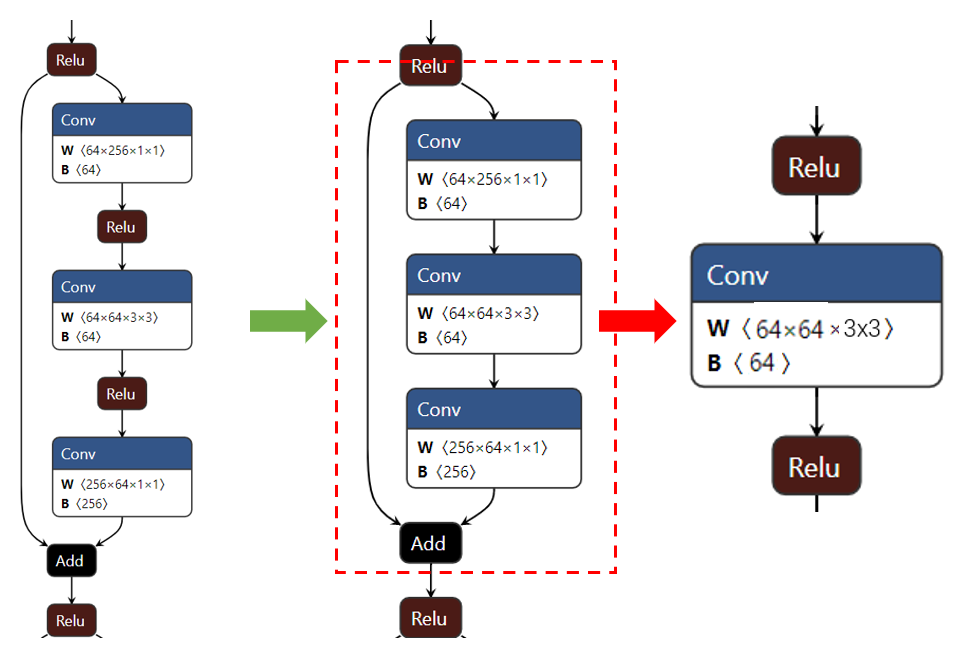 Relu
Conv
W ⟨64×256×1×1⟩
B ⟨64⟩
Relu
Conv
W ⟨64×64×3×3⟩
B ⟨64⟩
Relu
Conv
W ⟨256×64×1×1⟩
B ⟨256⟩
Add
Relu
Relu
Conv
W ⟨64×256×1×1⟩
B ⟨64⟩
Conv
W ⟨64×64×3×3⟩
B ⟨64⟩
Conv
W ⟨256×64×1×1⟩
B ⟨256⟩
Add
Relu
Relu
Conv
W ⟨64×64×3x3⟩
B ⟨64⟩
Relu